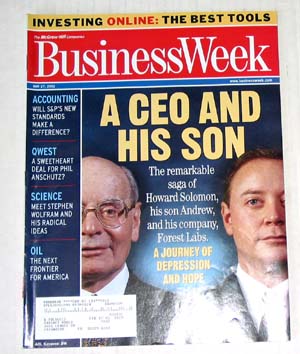 INVESTING ONLINE: THE BEST TOOLS
The McGraw-Hill Companies
BusinessWeek
MAY 27, 2002
www.businessweek.com
ACCOUNTING
WILL S&P'S NEW
STANDARDS
MAKE A
DIFFERENCE?
QWEST
A SWEETHEART
DEAL FOR PHIL
ANSCHUTZ?
SCIENCE
MEET STEPHEN
WOLFRAM AND
HIS RADICAL
IDEAS
OIL
THE NEXT
FRONTIER
FOR AMERICA
A CEO AND
HIS SON
The remarkable
saga of
Howard Solomon,
his son Andrew,
and his company,
Forest Labs.
A JOURNEY OF
DEPRESSION
AND HOPE